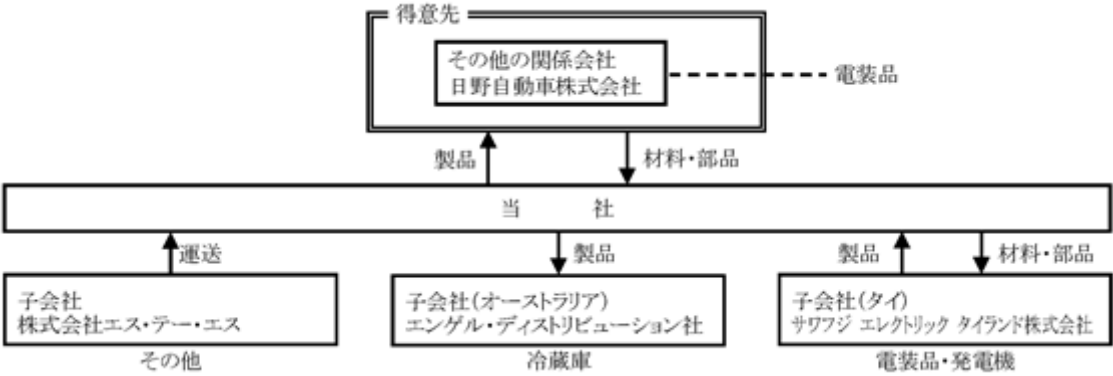 得意先
その他の関係会社
日野自動車株式会社
電装品
製品
材料・部品
当　　社
運送
製品
製品
材料・部品
子会社
株式会社エス・テー・エス
子会社(オーストラリア)
エンゲル・ディストリビューション社
子会社(タイ)
サワフジ エレクトリック タイランド株式会社
その他
冷蔵庫
電装品・発電機